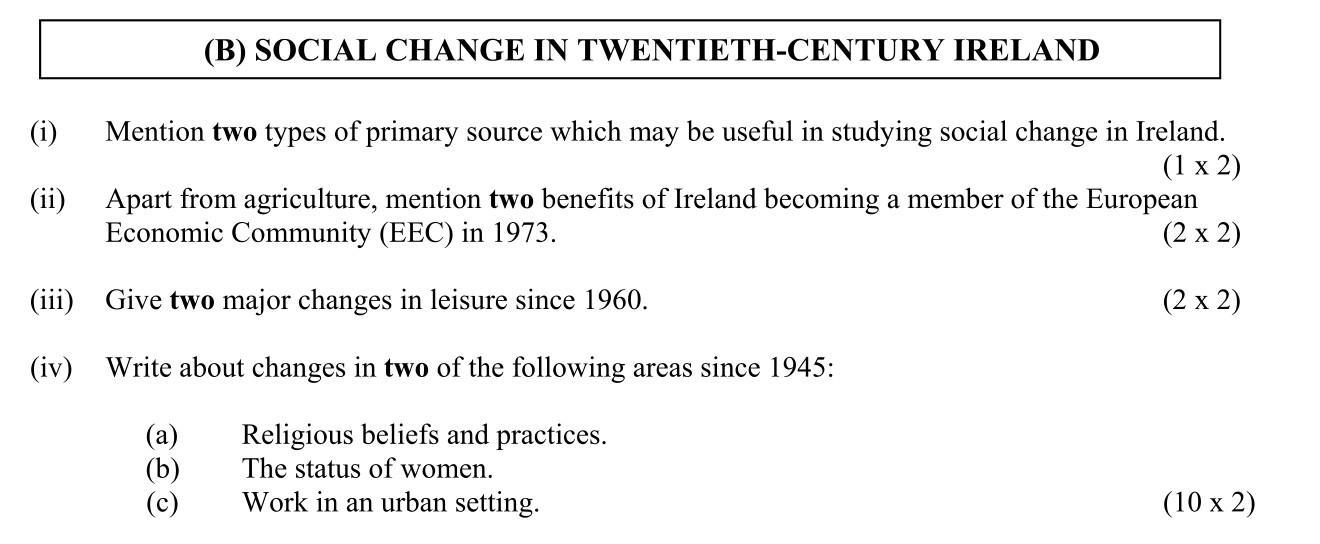 (B) SOCIAL CHANGE IN TWENTIETH-CENTURY IRELAND
(i) Mention two types of primary source which may be useful in studying social change in Ireland.
(1 x 2)
(ii) Apart from agriculture, mention two benefits of Ireland becoming a member of the European
Economic Community (EEC) in 1973. (2 x 2)
(iii) Give two major changes in leisure since 1960. (2 x 2)
(iv) Write about changes in two of the following areas since 1945:
(a) Religious beliefs and practices.
(b) The status of women.
(c) Work in an urban setting. (10 x 2)